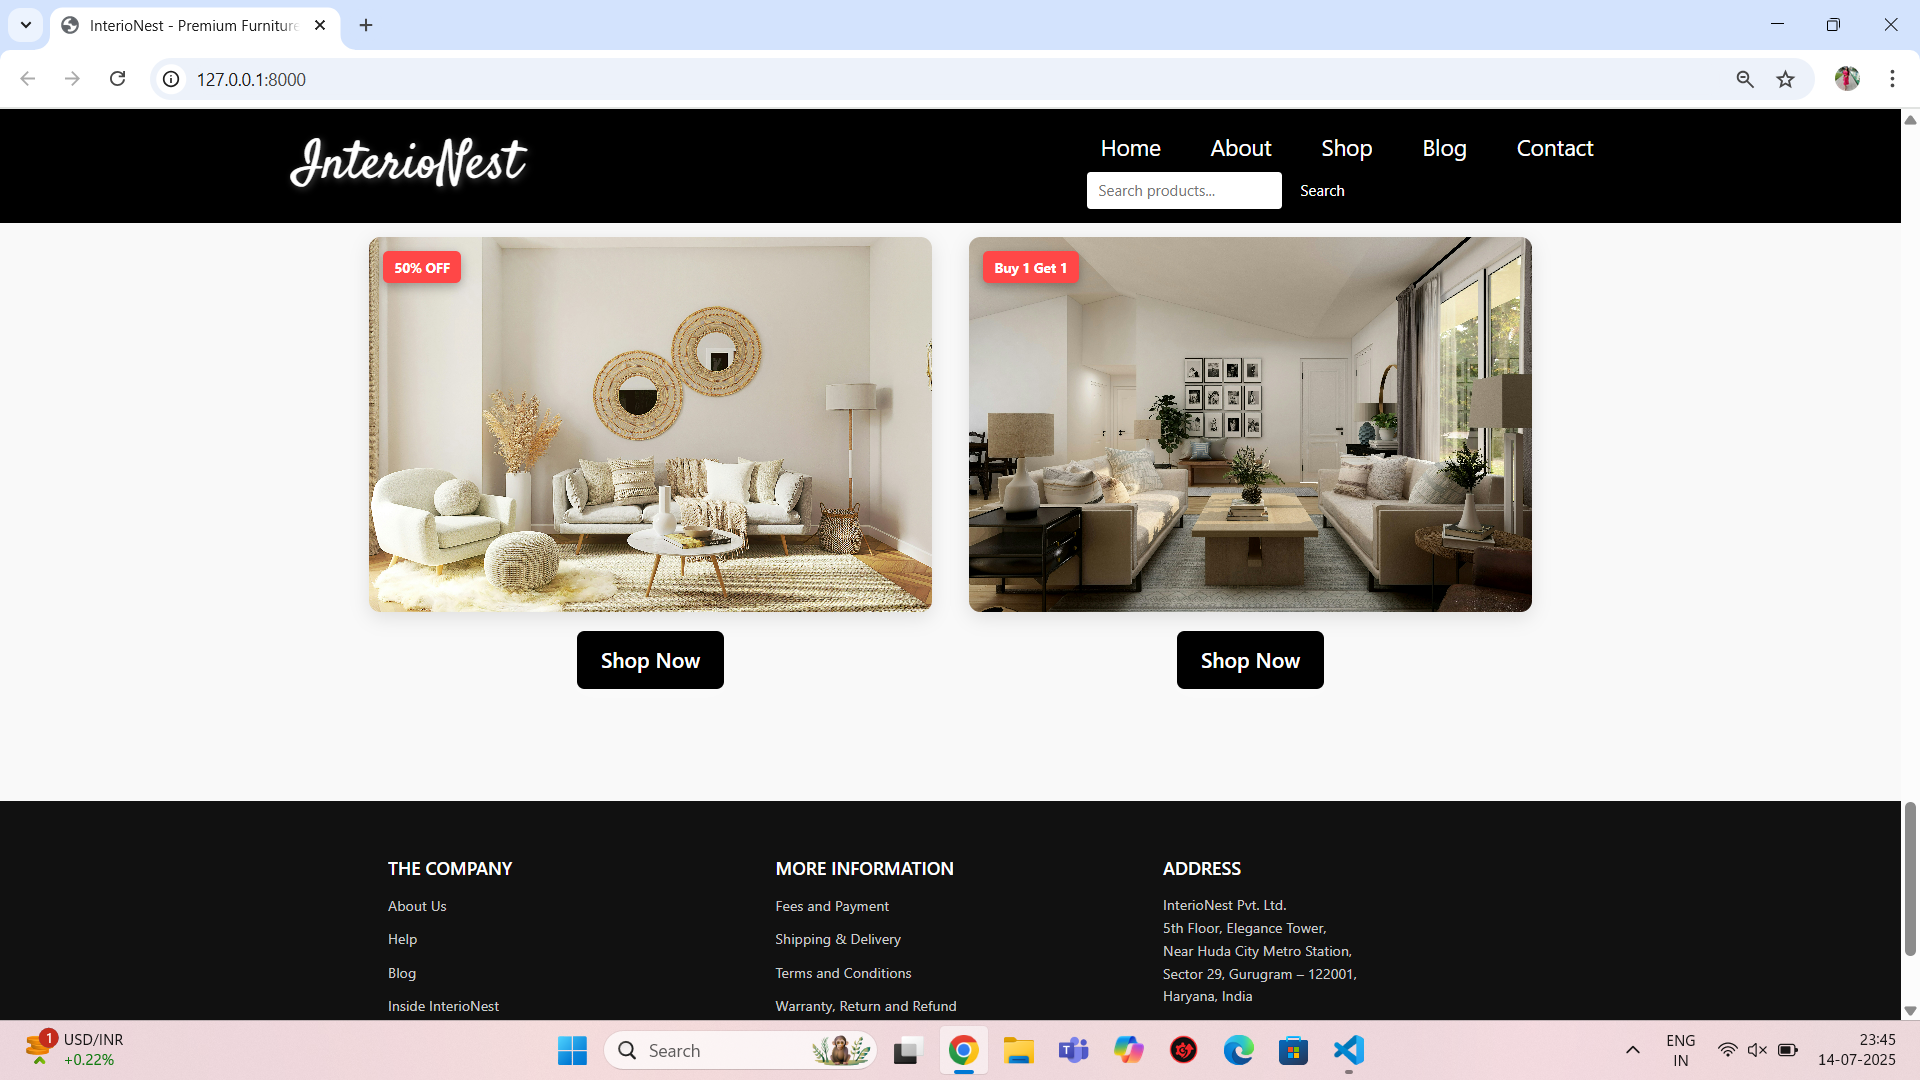 InterioNest - Premium Furniture
127.0.0.1:8000
InterioNest
Home About Shop Blog Contact
Search products... Search
50% OFF
Buy 1 Get 1
Shop Now
Shop Now
THE COMPANY
About Us
Help
Blog
Inside InterioNest
MORE INFORMATION
Fees and Payment
Shipping & Delivery
Terms and Conditions
Warranty, Return and Refund
ADDRESS
InterioNest Pvt. Ltd.
5th Floor, Elegance Tower,
Near Huda City Metro Station,
Sector 29, Gurugram – 122001,
Haryana, India
1
USD/INR
+0.22%
Search
ENG
IN
23:45
14-07-2025